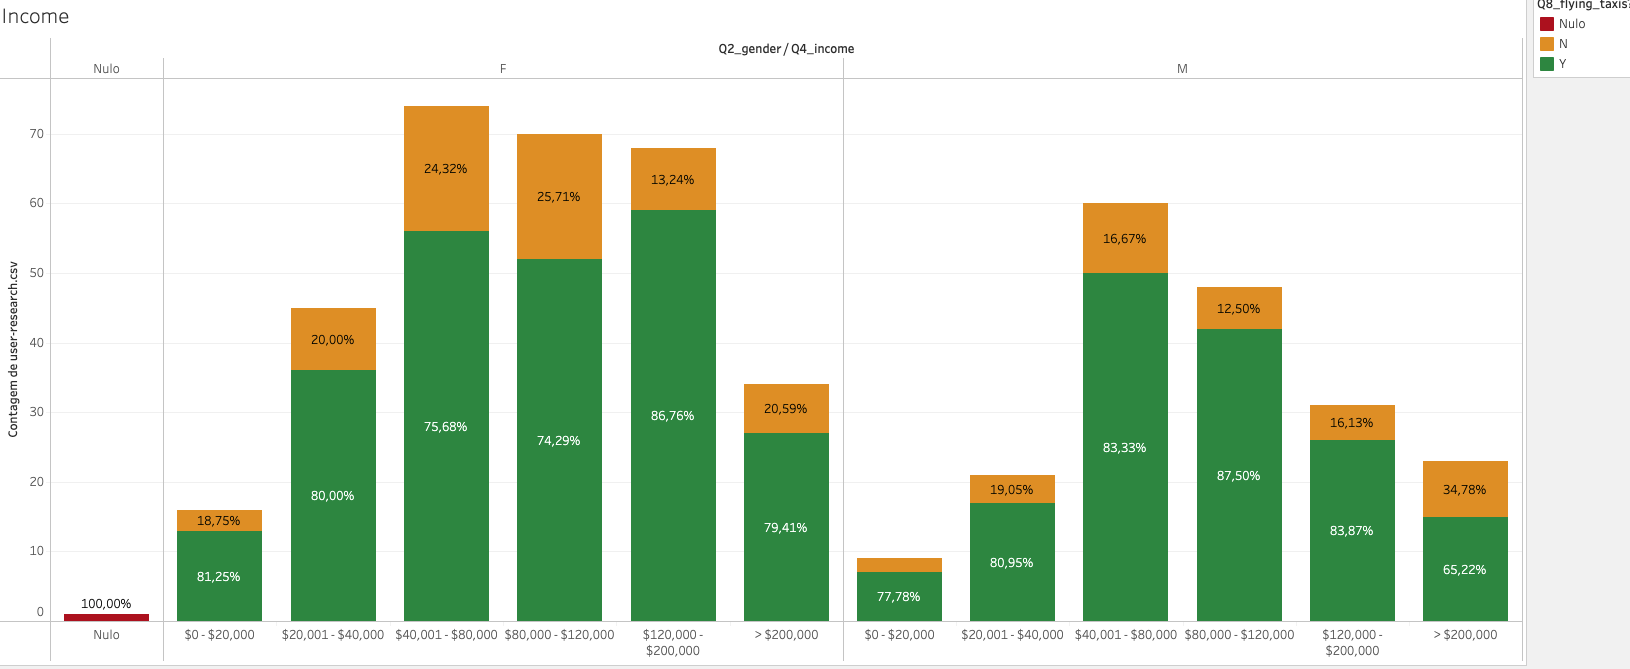 Income
Q8_flying_taxis?
Nulo
N
Y
Q2_gender / Q4_income
Nulo
F
M
Contagem de user-research.csv
70
60
50
40
30
20
10
0
100,00%
18,75%
81,25%
20,00%
80,00%
24,32%
75,68%
25,71%
74,29%
13,24%
86,76%
20,59%
79,41%
77,78%
19,05%
80,95%
16,67%
83,33%
12,50%
87,50%
16,13%
83,87%
34,78%
65,22%
Nulo
$0 - $20,000
$20,001 - $40,000
$40,001 - $80,000
$80,000 - $120,000
$120,000 -
$200,000
> $200,000
$0 - $20,000
$20,001 - $40,000
$40,001 - $80,000
$80,000 - $120,000
$120,000 -
$200,000
> $200,000